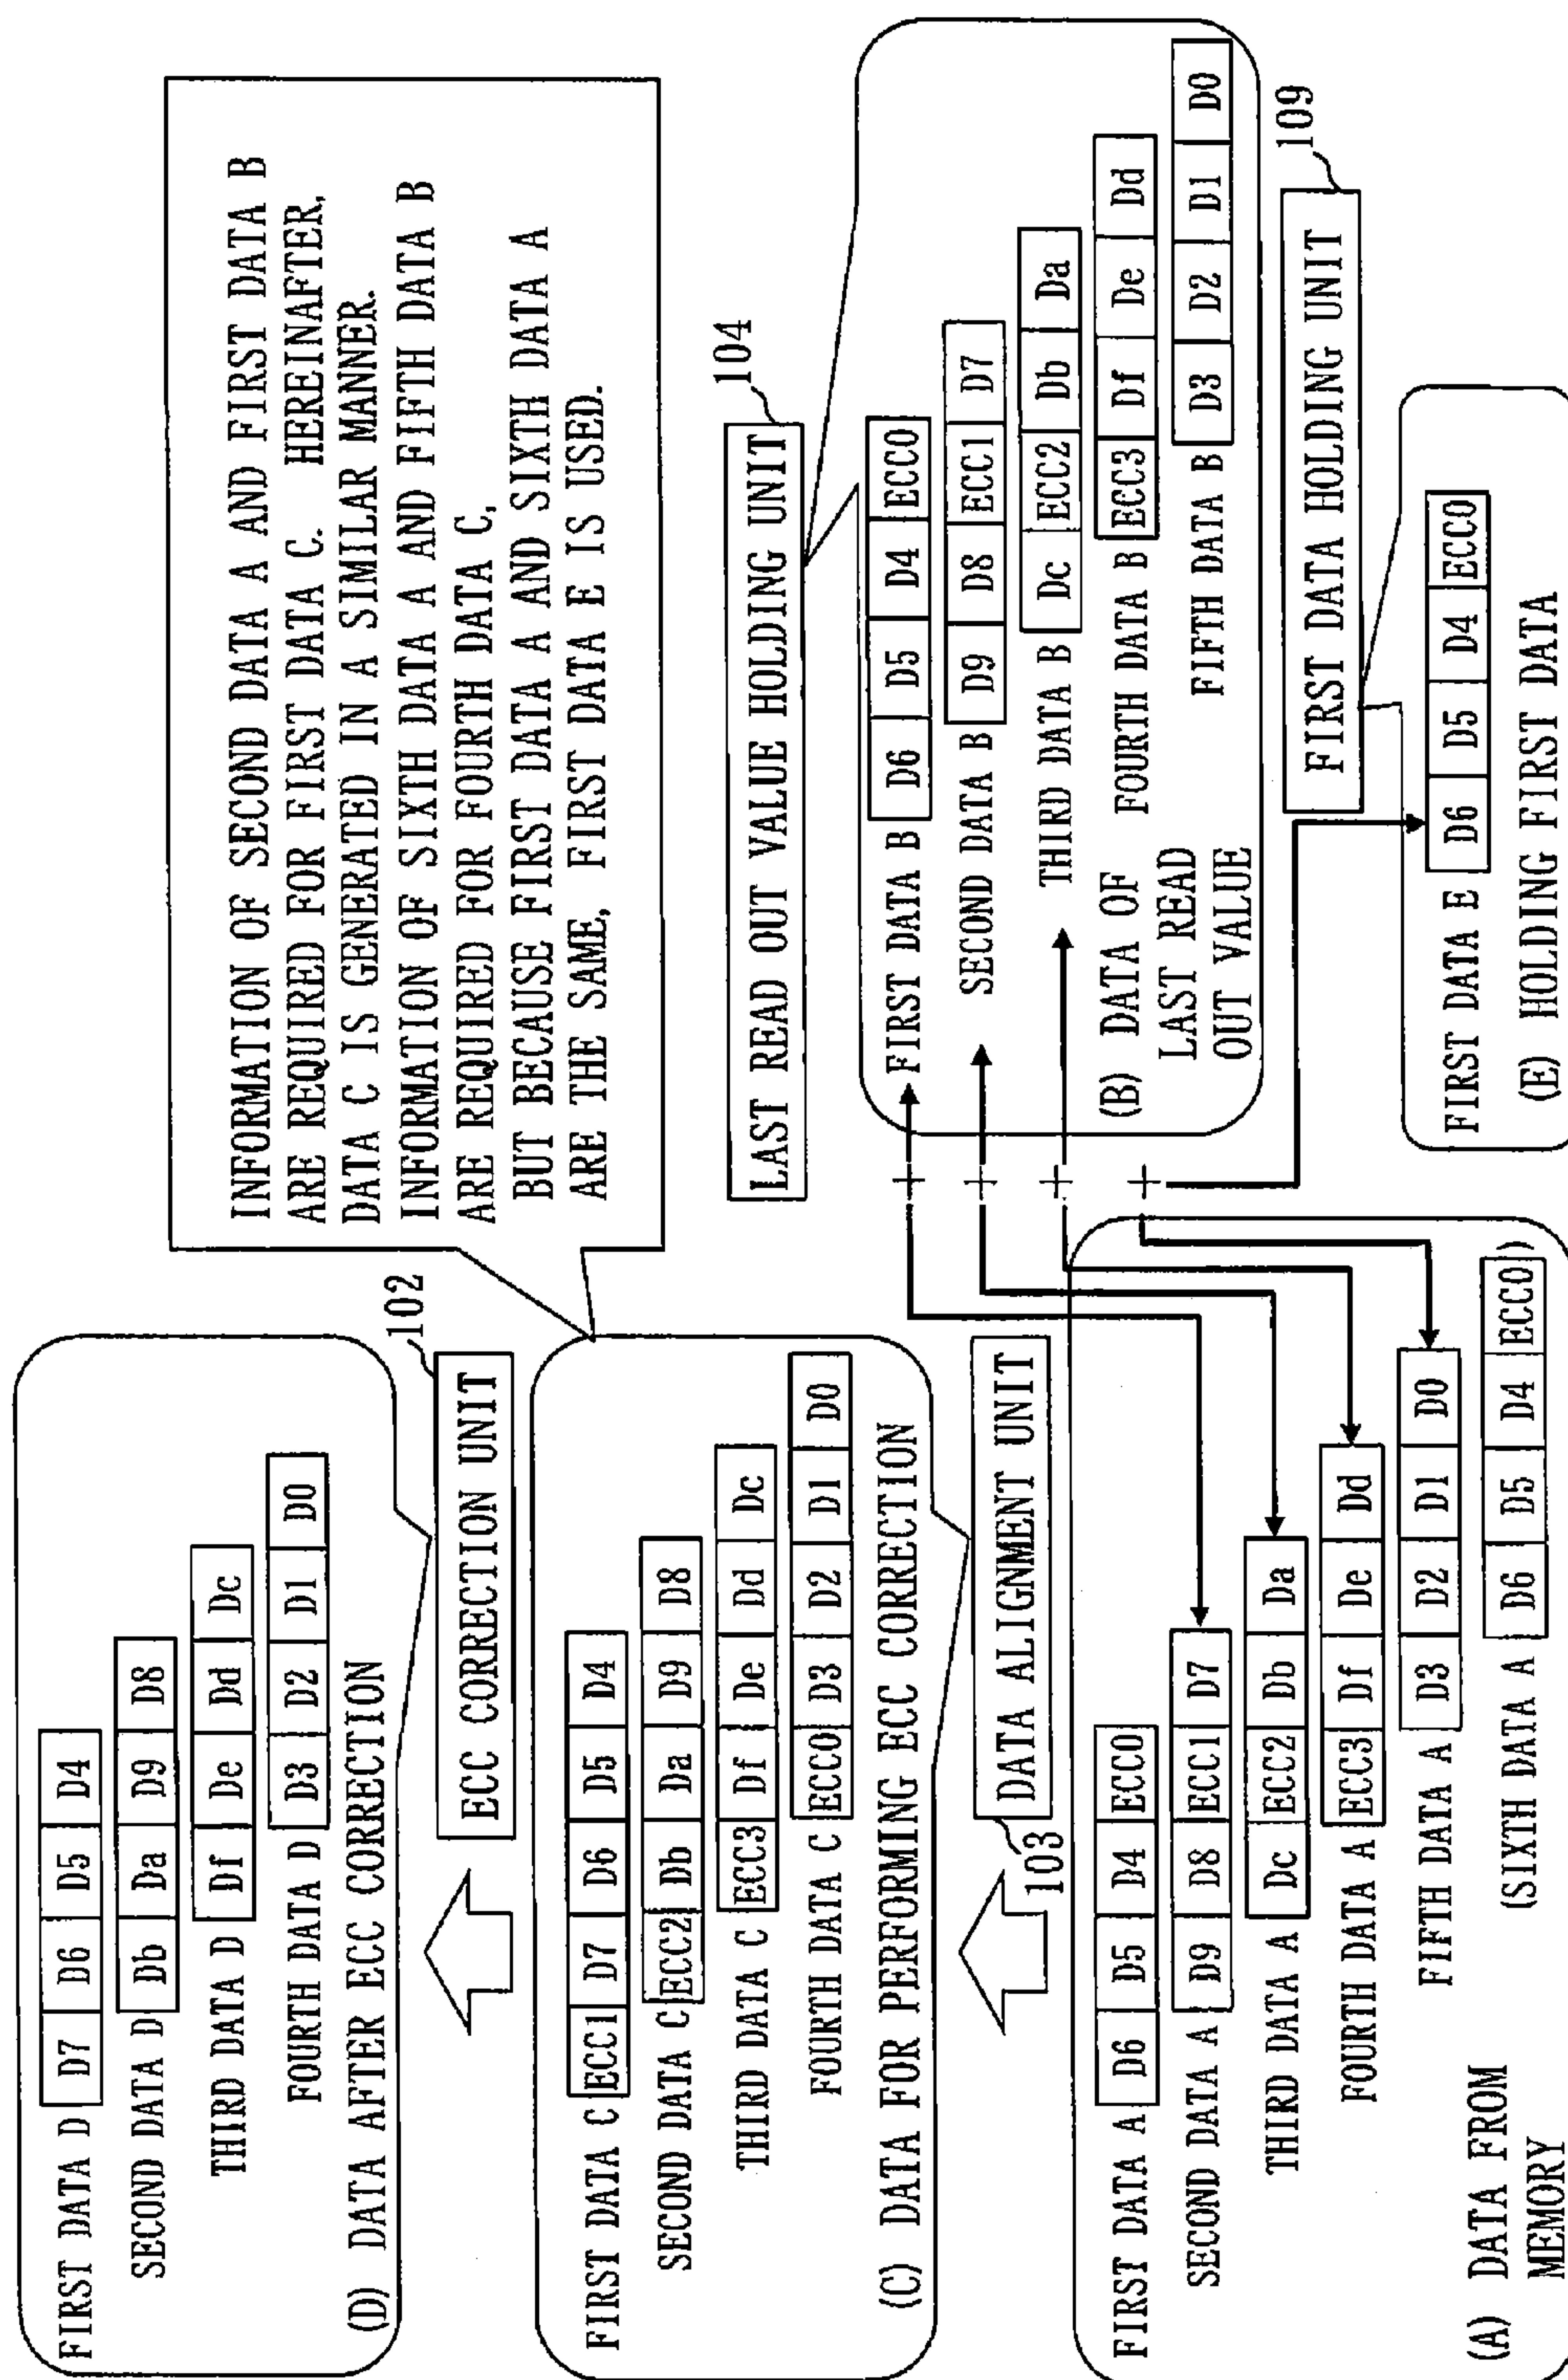 FIRST DATA D D7 D6 D5 D4
SECOND DATA D Db Da D9 D8
THIRD DATA D Df De Dd Dc
FOURTH DATA D D3 D2 D1 D0
(D) DATA AFTER ECC CORRECTION
ECC CORRECTION UNIT
102
FIRST DATA C ECC1 D7 D6 D5 D4
SECOND DATA C ECC2 Db Da D9 D8
THIRD DATA C ECC3 Df De Dd Dc
FOURTH DATA C ECC0 D3 D2 D1 D0
(C) DATA FOR PERFORMING ECC CORRECTION
DATA ALIGNMENT UNIT
103
FIRST DATA A D6 D5 D4 ECC0
SECOND DATA A D9 D8 ECC1 D7
THIRD DATA A Dc ECC2 Db Da
FOURTH DATA A ECC3 Df De Dd
FIFTH DATA A D3 D2 D1 D0
(SIXTH DATA A D6 D5 D4 ECC0)
(A) DATA FROM
MEMORY
INFORMATION OF SECOND DATA A AND FIRST DATA B
ARE REQUIRED FOR FIRST DATA C. HEREINAFTER,
DATA C IS GENERATED IN A SIMILAR MANNER.
INFORMATION OF SIXTH DATA A AND FIFTH DATA B
ARE REQUIRED FOR FOURTH DATA C,
BUT BECAUSE FIRST DATA A AND SIXTH DATA A
ARE THE SAME, FIRST DATA E IS USED.
LAST READ OUT VALUE HOLDING UNIT
104
FIRST DATA B D6 D5 D4 ECC0
SECOND DATA B D9 D8 ECC1 D7
THIRD DATA B Dc ECC2 Db Da
FOURTH DATA B ECC3 Df De Dd
FIFTH DATA B D3 D2 D1 D0
(B) DATA OF
LAST READ
OUT VALUE
FIRST DATA HOLDING UNIT
109
FIRST DATA E D6 D5 D4 ECC0
(E) HOLDING FIRST DATA